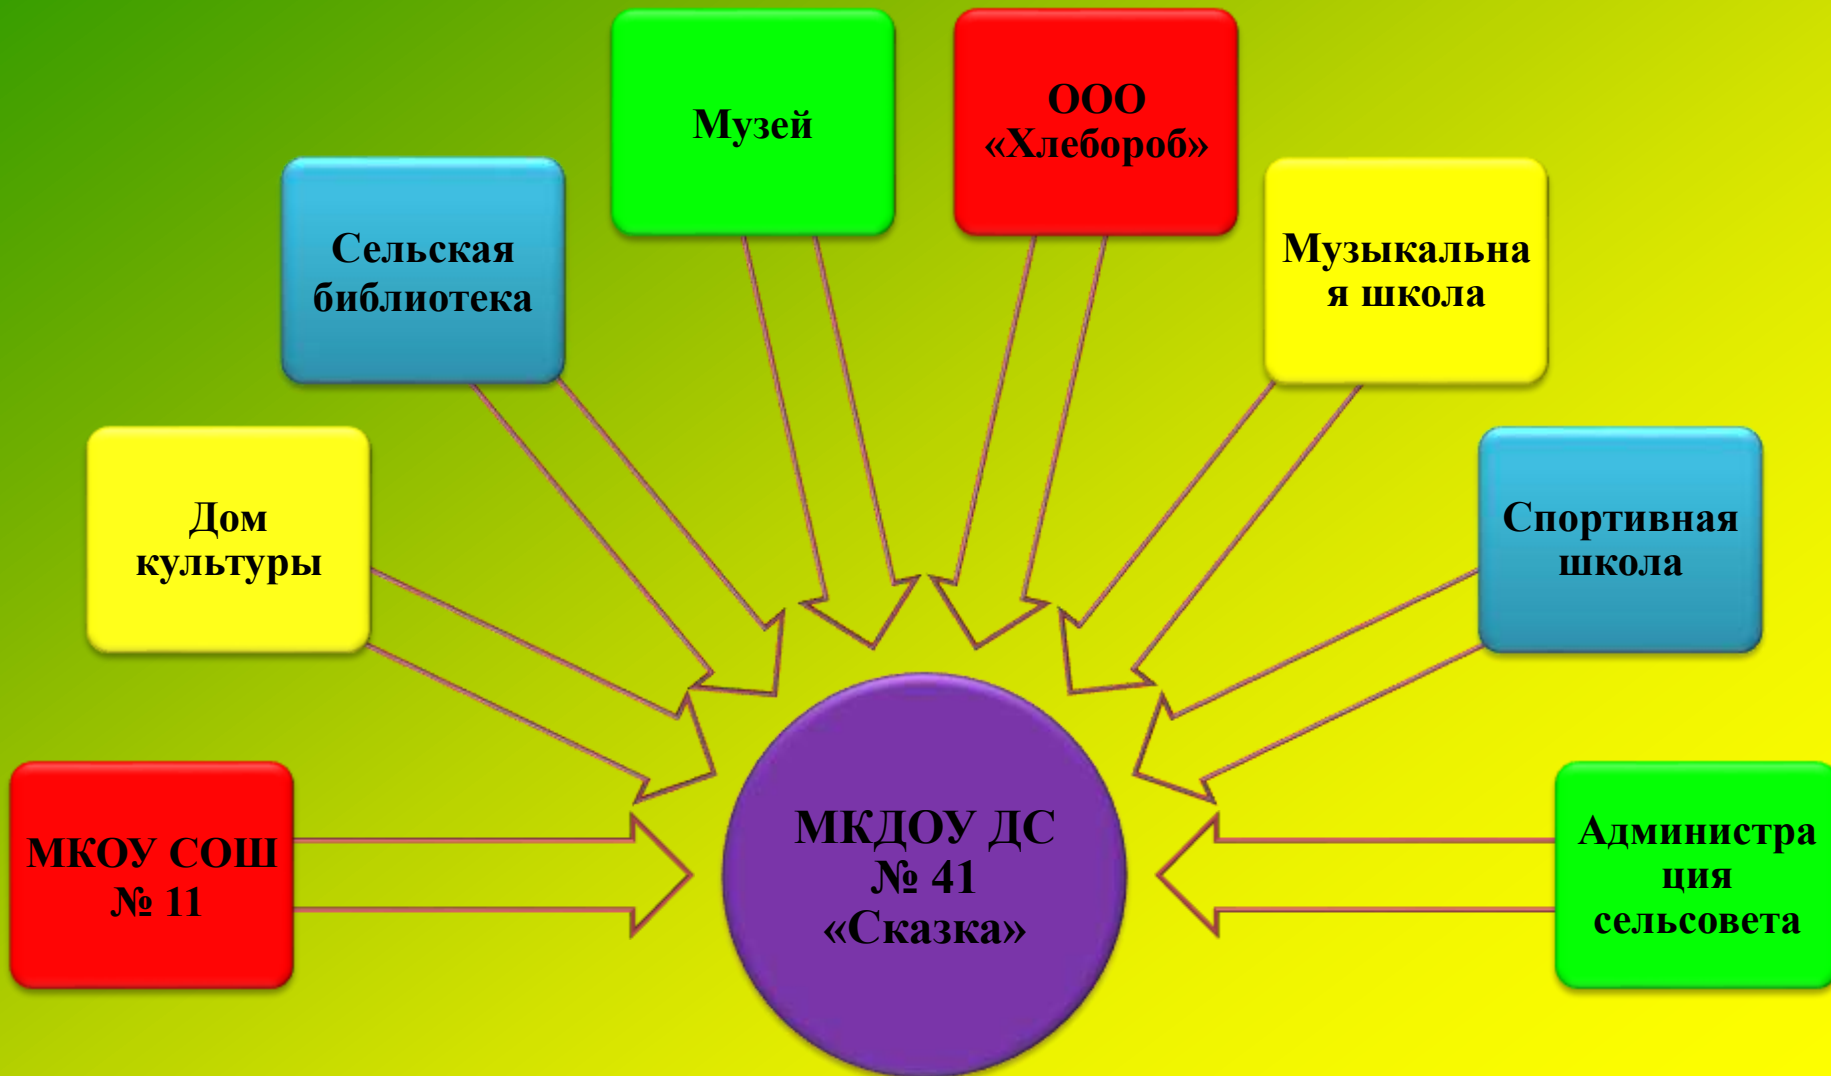 Музей
ООО
«Хлебороб»
Сельская
библиотека
Музыкальна
я школа
Дом
культуры
Спортивная
школа
МКОУ СОШ
№ 11
МКДОУ ДС
№ 41
«Сказка»
Администра
ция
сельсовета